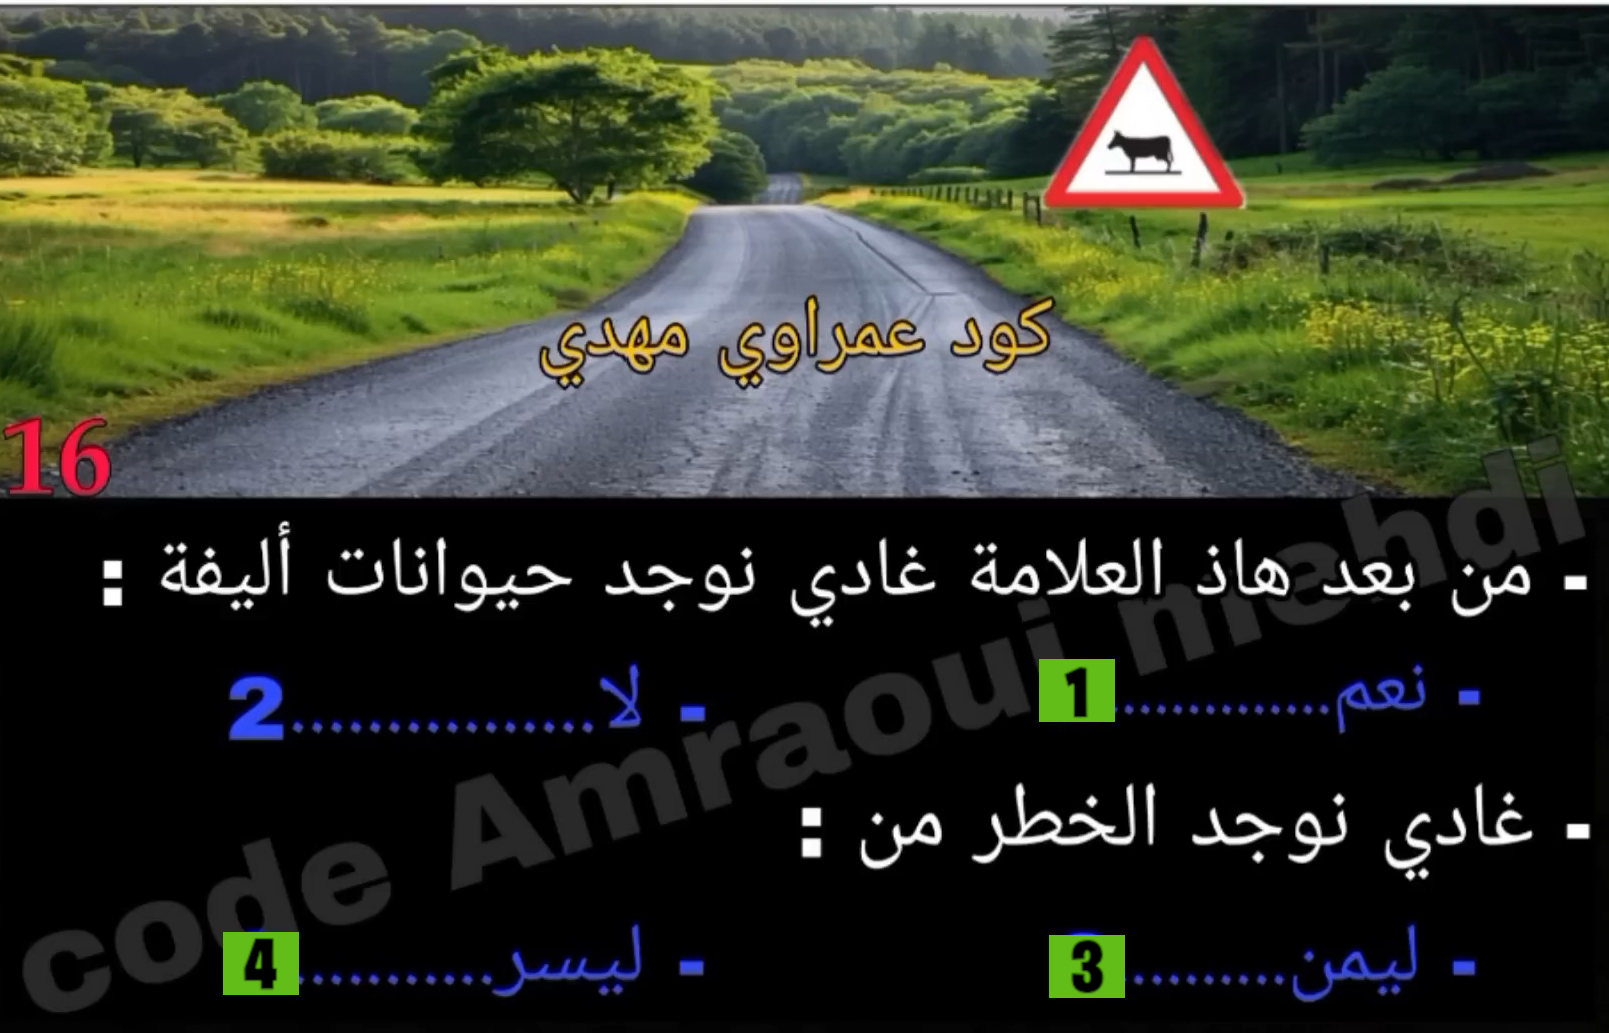 كود عمراوي مهدي
16
- من بعد هاذ العلامة غادي نوجد حيوانات أليفة :
- نعم.............1 - لا................2
- غادي نوجد الخطر من :
- ليمن.........3 - ليسر..........4
code Amraoui mehdi